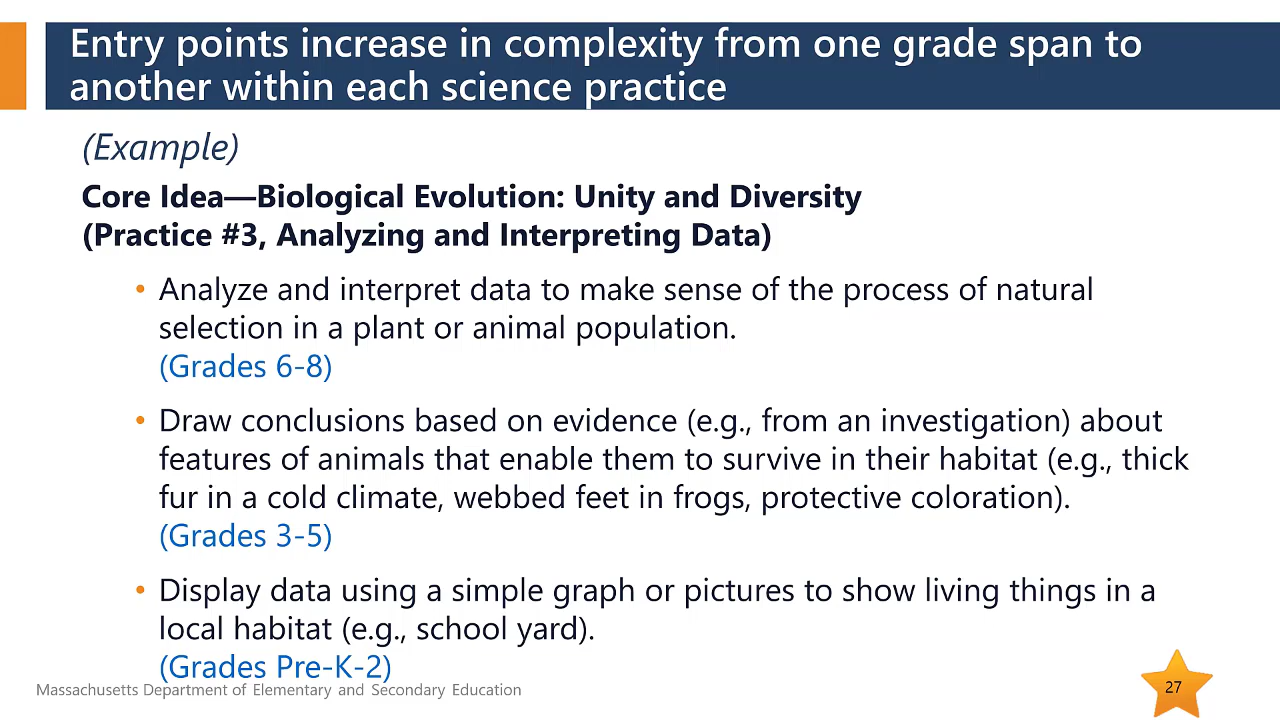 Entry points increase in complexity from one grade span to
another within each science practice
(Example)
Core Idea—Biological Evolution: Unity and Diversity
(Practice #3, Analyzing and Interpreting Data)
• Analyze and interpret data to make sense of the process of natural
selection in a plant or animal population.
(Grades 6-8)
• Draw conclusions based on evidence (e.g., from an investigation) about
features of animals that enable them to survive in their habitat (e.g., thick
fur in a cold climate, webbed feet in frogs, protective coloration).
(Grades 3-5)
• Display data using a simple graph or pictures to show living things in a
local habitat (e.g., school yard).
(Grades Pre-K-2)
Massachusetts Department of Elementary and Secondary Education
27